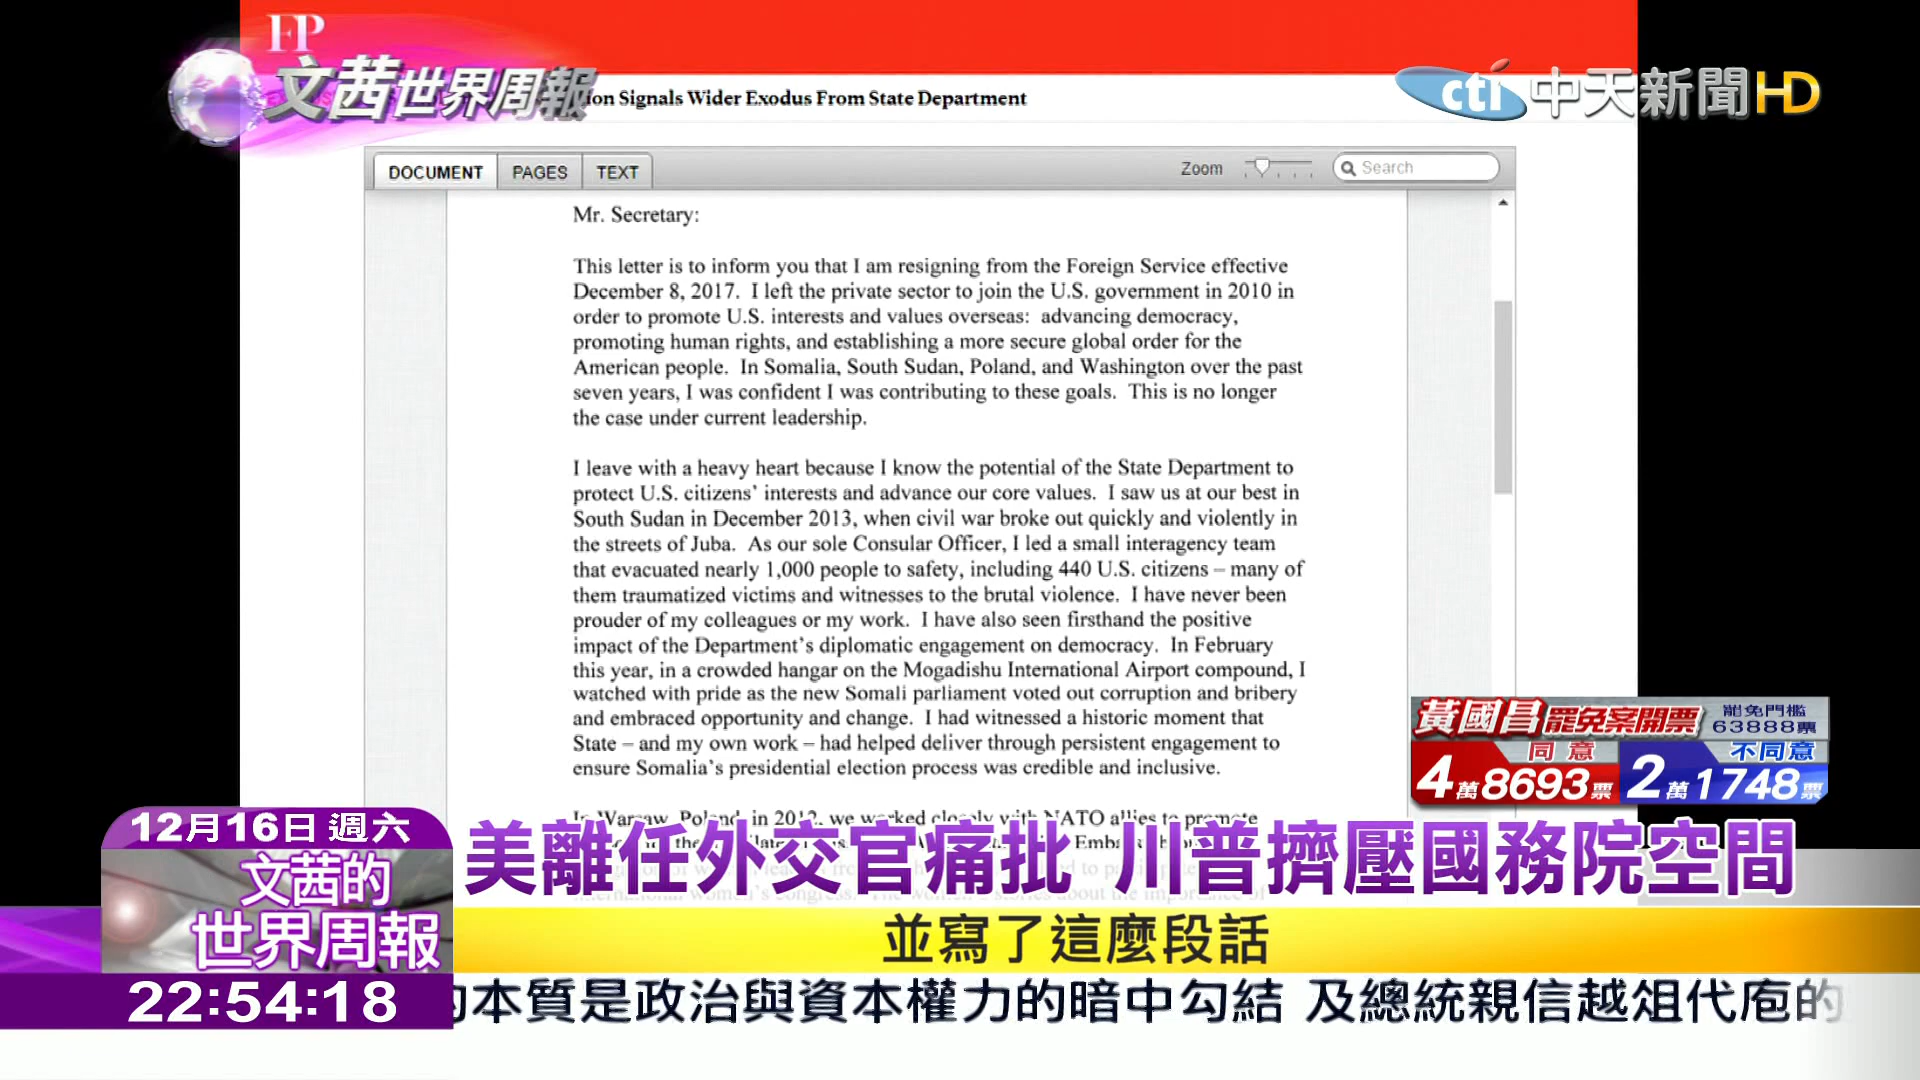 FP
文茜世界周報
ion Signals Wider Exodus From State Department
cti 中天新聞HD
DOCUMENT PAGES TEXT Zoom Search
Mr. Secretary:
This letter is to inform you that I am resigning from the Foreign Service effective
December 8, 2017. I left the private sector to join the U.S. government in 2010 in
order to promote U.S. interests and values overseas: advancing democracy,
promoting human rights, and establishing a more secure global order for the
American people. In Somalia, South Sudan, Poland, and Washington over the past
seven years, I was confident I was contributing to these goals. This is no longer
the case under current leadership.
I leave with a heavy heart because I know the potential of the State Department to
protect U.S. citizens’ interests and advance our core values. I saw us at our best in
South Sudan in December 2013, when civil war broke out quickly and violently in
the streets of Juba. As our sole Consular Officer, I led a small interagency team
that evacuated nearly 1,000 people to safety, including 440 U.S. citizens – many of
them traumatized victims and witnesses to the brutal violence. I have never been
prouder of my colleagues or my work. I have also seen firsthand the positive
impact of the Department’s diplomatic engagement on democracy. In February
this year, in a crowded hangar on the Mogadishu International Airport compound, I
watched with pride as the new Somali parliament voted out corruption and bribery
and embraced opportunity and change. I had witnessed a historic moment that
State – and my own work – had helped deliver through persistent engagement to
ensure Somalia’s presidential election process was credible and inclusive.
In Warsaw, Poland, in 2012, we worked closely with NATO allies to promote
黃國昌罷免案開票 罷免門檻
63888票
同意 不同意
4萬8693票 2萬1748票
12月16日 週六
文茜的
世界周報
美離任外交官痛批 川普擠壓國務院空間
並寫了這麼段話
22:54:18
的本質是政治與資本權力的暗中勾結 及總統親信越俎代庖的